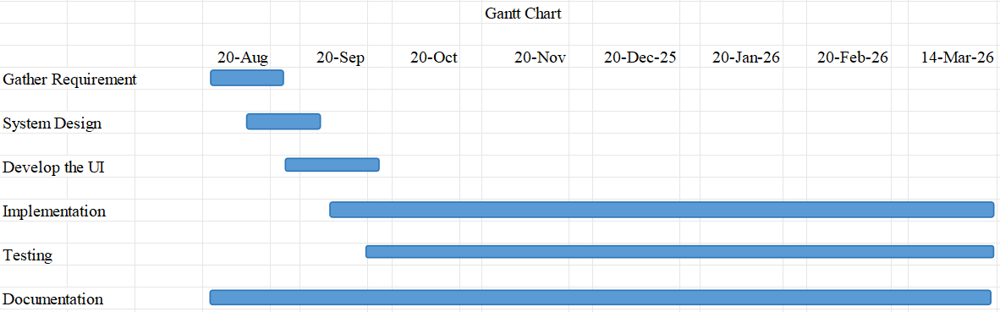 Gantt Chart
20-Aug 20-Sep 20-Oct 20-Nov 20-Dec-25 20-Jan-26 20-Feb-26 14-Mar-26
Gather Requirement
System Design
Develop the UI
Implementation
Testing
Documentation